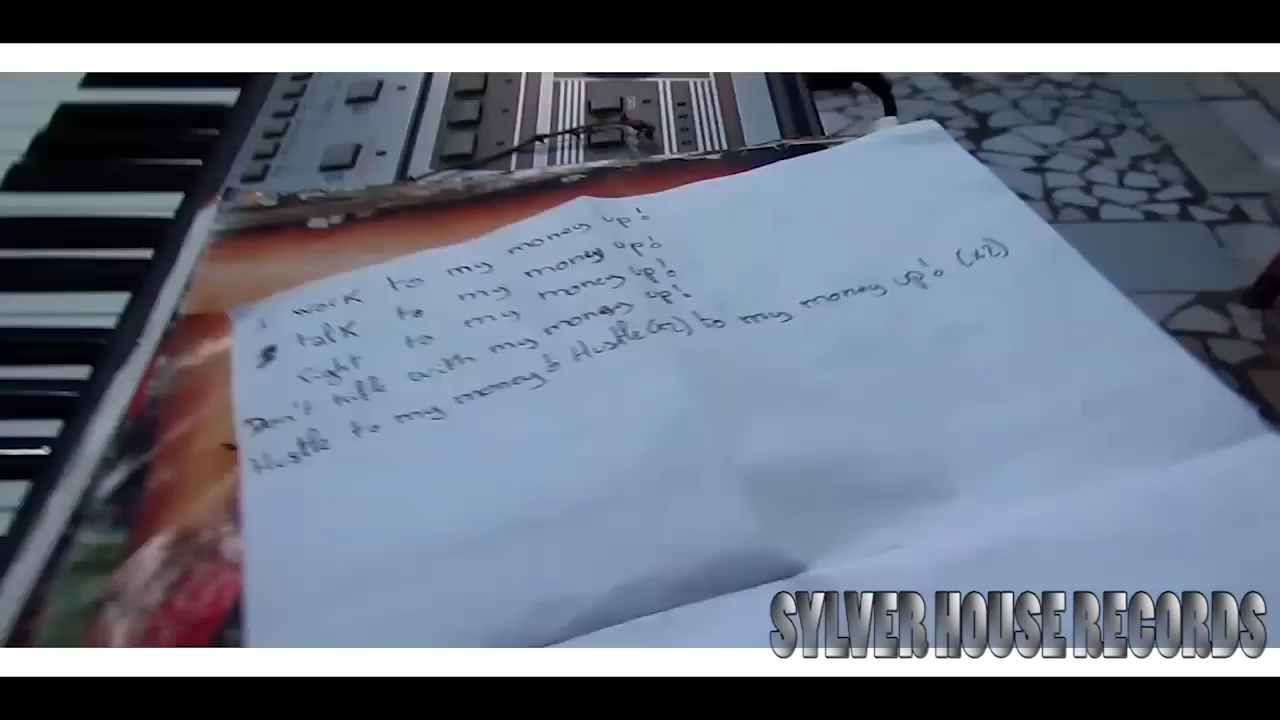 I work to my money up!
talk to my money up!
right to my money up!
Don't talk with my money up!
Hustle to my money & Hustle (x2) to my money up! (x2)
SYLVER HOUSE RECORDS